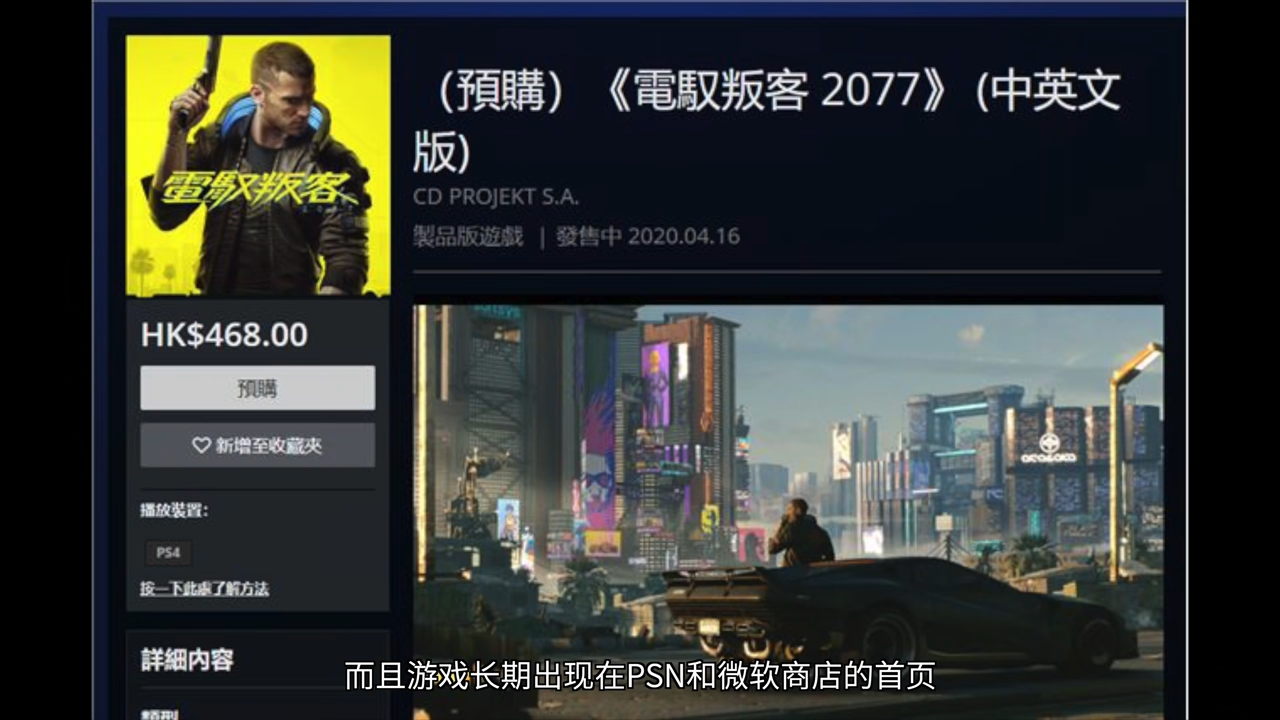 （預購）《電馭叛客 2077》 (中英文
版)
CD PROJEKT S.A.
製品版遊戲 | 發售中 2020.04.16
電馭叛客
2077
HK$468.00
預購
新增至收藏夾
播放裝置：
PS4
按一下此處了解方法
詳細內容
類型
ARASAKA
而且游戏长期出现在PSN和微软商店的首页